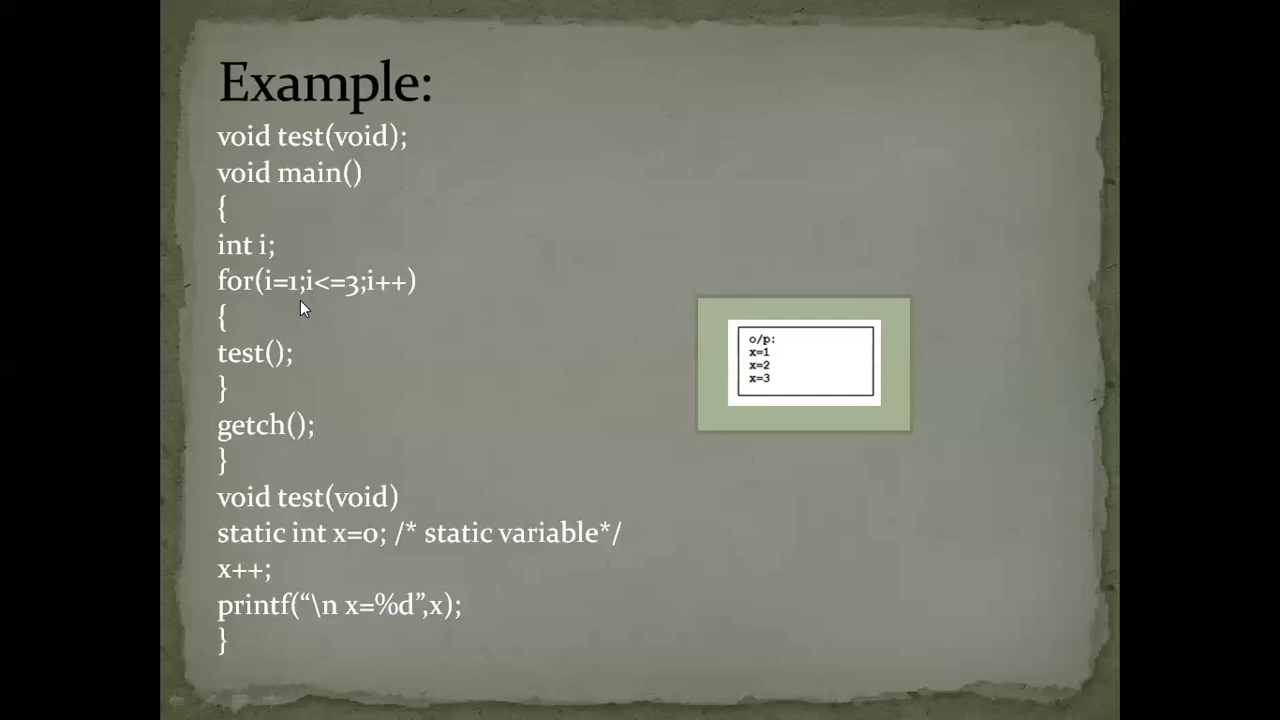 Example:
void test(void);
void main()
{
int i;
for(i=1;i<=3;i++)
{
test();
}
getch();
}
void test(void)
static int x=0; /* static variable*/
x++;
printf(“\n x=%d”,x);
}
o/p:
x=1
x=2
x=3